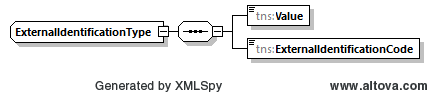 ExternalIdentificationType
tns:Value
tns:ExternalIdentificationCode
Generated by XMLSpy
www.altova.com